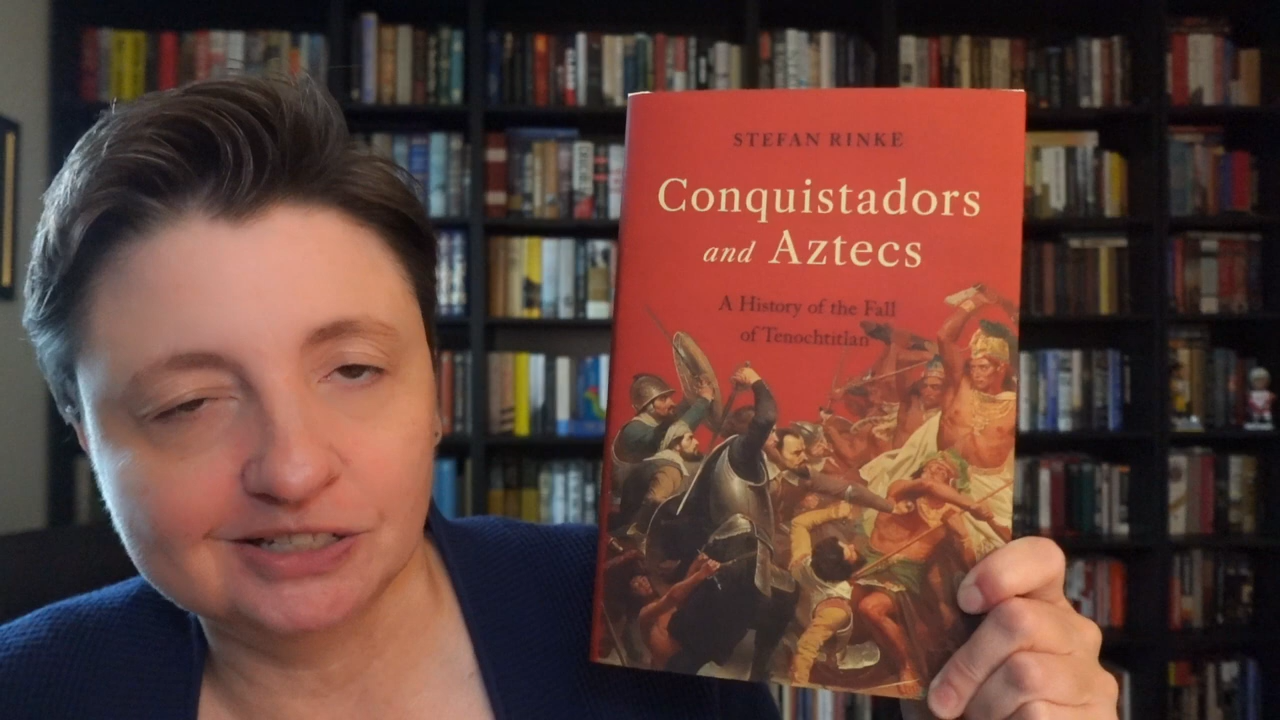 STEFAN RINKE
Conquistadors
and Aztecs
A History of the Fall
of Tenochtitlan